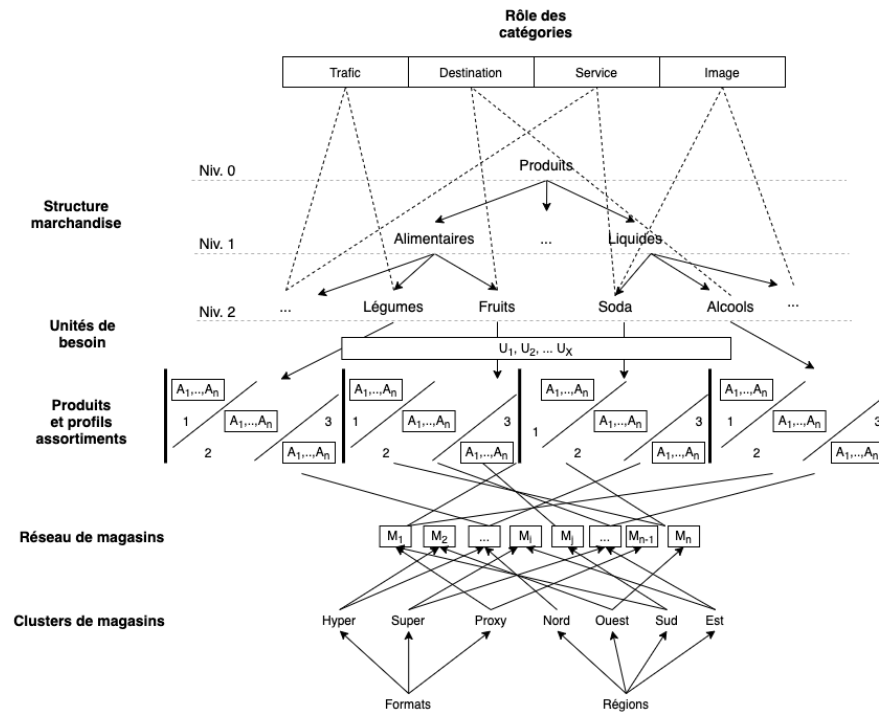 Rôle des
catégories
Trafic Destination Service Image
Niv. 0 Produits
Structure
marchandise
Niv. 1 Alimentaires ... Liquides
Niv. 2 ... Légumes Fruits Soda Alcools ...
Unités de
besoin
U1, U2, ... UX
Produits
et profils
assortiments
A1,..,An A1,..,An A1,..,An A1,..,An
1 A1,..,An 3 1 A1,..,An 3 1 A1,..,An 3 1 A1,..,An 3
2 A1,..,An 2 A1,..,An 2 A1,..,An 2 A1,..,An
Réseau de magasins M1 M2 ... Mi Mj ... Mn-1 Mn
Clusters de magasins Hyper Super Proxy Nord Ouest Sud Est
Formats Régions